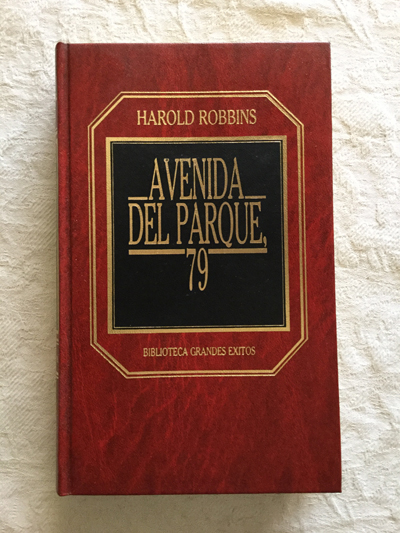 HAROLD ROBBINS
AVENIDA
DEL PARQUE,
79
BIBLIOTECA GRANDES EXITOS